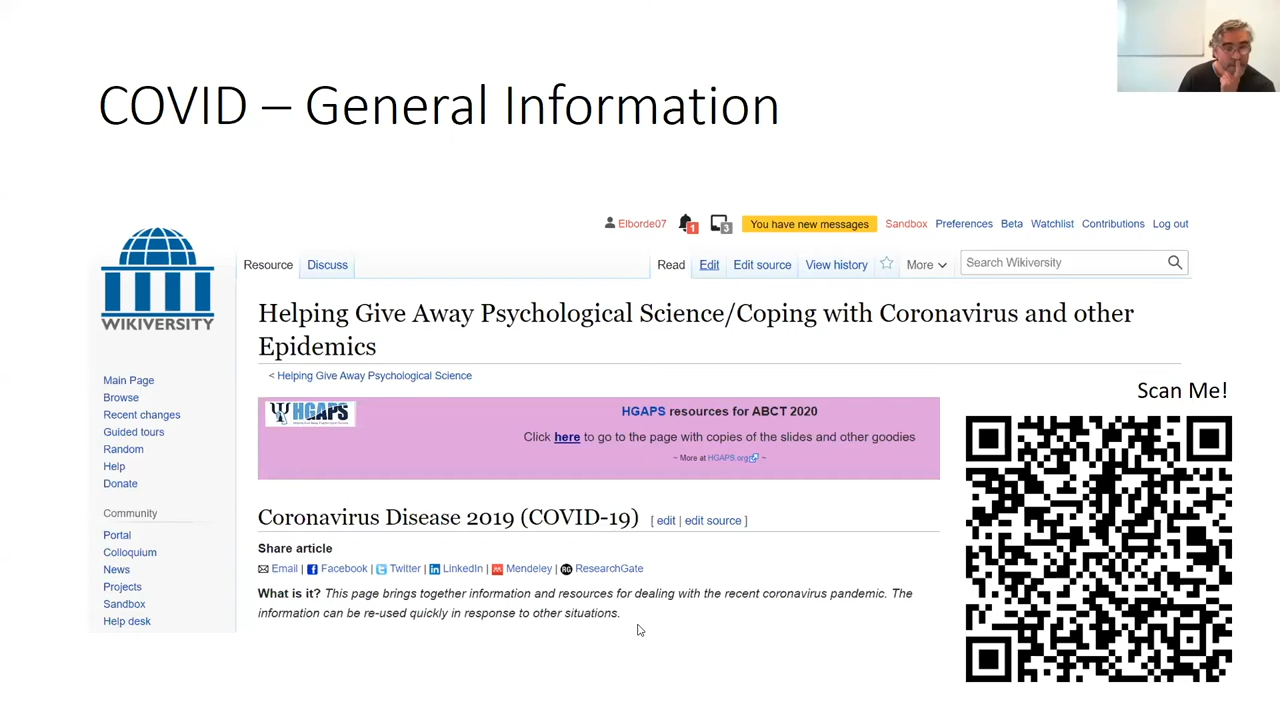 COVID – General Information
Elborde07 1 3 You have new messages Sandbox Preferences Beta Watchlist Contributions Log out
Resource Discuss Read Edit Edit source View history More Search Wikiversity
WIKIVERSITY
Helping Give Away Psychological Science/Coping with Coronavirus and other
Epidemics
< Helping Give Away Psychological Science
Main Page
Browse
Recent changes
Guided tours
Random
Help
Donate
Community
Portal
Colloquium
News
Projects
Sandbox
Help desk
HGAPS
HGAPS resources for ABCT 2020
Click here to go to the page with copies of the slides and other goodies
~ More at HGAPS.org ~
Coronavirus Disease 2019 (COVID-19) [ edit | edit source ]
Share article
Email | Facebook | Twitter | LinkedIn | Mendeley | RG ResearchGate
What is it? This page brings together information and resources for dealing with the recent coronavirus pandemic. The
information can be re-used quickly in response to other situations.
Scan Me!